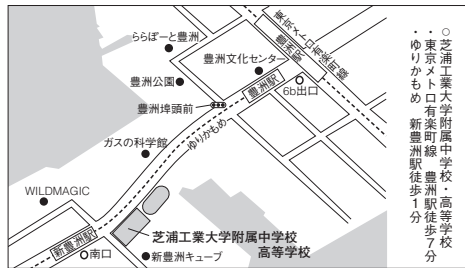 ○芝浦工業大学附属中学校・高等学校
・東京メトロ有楽町線 豊洲駅徒歩7分
・ゆりかもめ 新豊洲駅徒歩1分
東京メトロ有楽町線
豊洲駅
ららぽーと豊洲
豊洲文化センター
豊洲公園
豊洲駅
6b出口
豊洲埠頭前
ゆりかもめ
ガスの科学館
WILDMAGIC
新豊洲駅
南口
芝浦工業大学附属中学校
高等学校
新豊洲キューブ